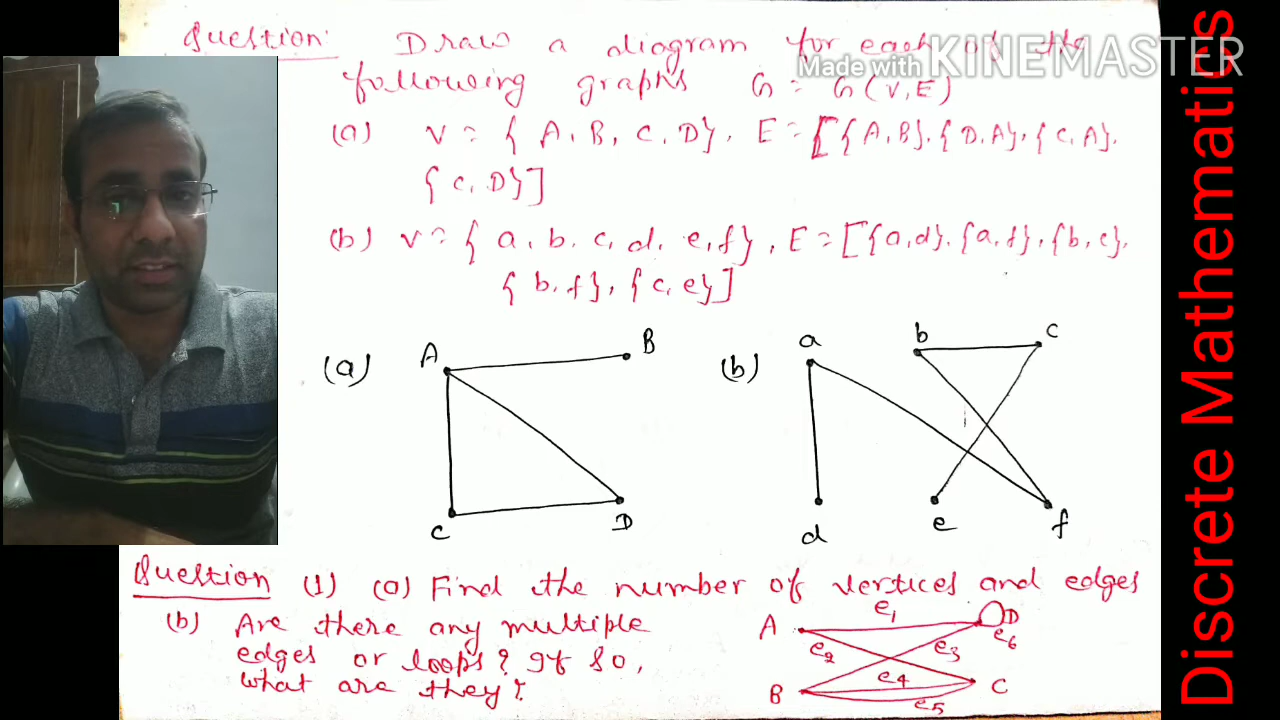 Question: Draw a diagram for each of the
Made with KINEMASTER
following graphs G = G(V,E)
(a) V = { A, B, C, D}, E = [{A,B}, {D,A}, {C,A},
{C, D}]
(b) V = { a, b, c, d, e, f}, E = [{a,d}, {a,f}, {b,c},
{ b, f}, {c, e}]
(a) A B
C D
(b) a b c
d e f
Question (1) (a) Find the number of vertices and edges
(b) Are there any multiple
edges or loops? If so,
what are they?
A e1 D
e2 e3 e6
B e4 C
e5
Discrete Mathematics